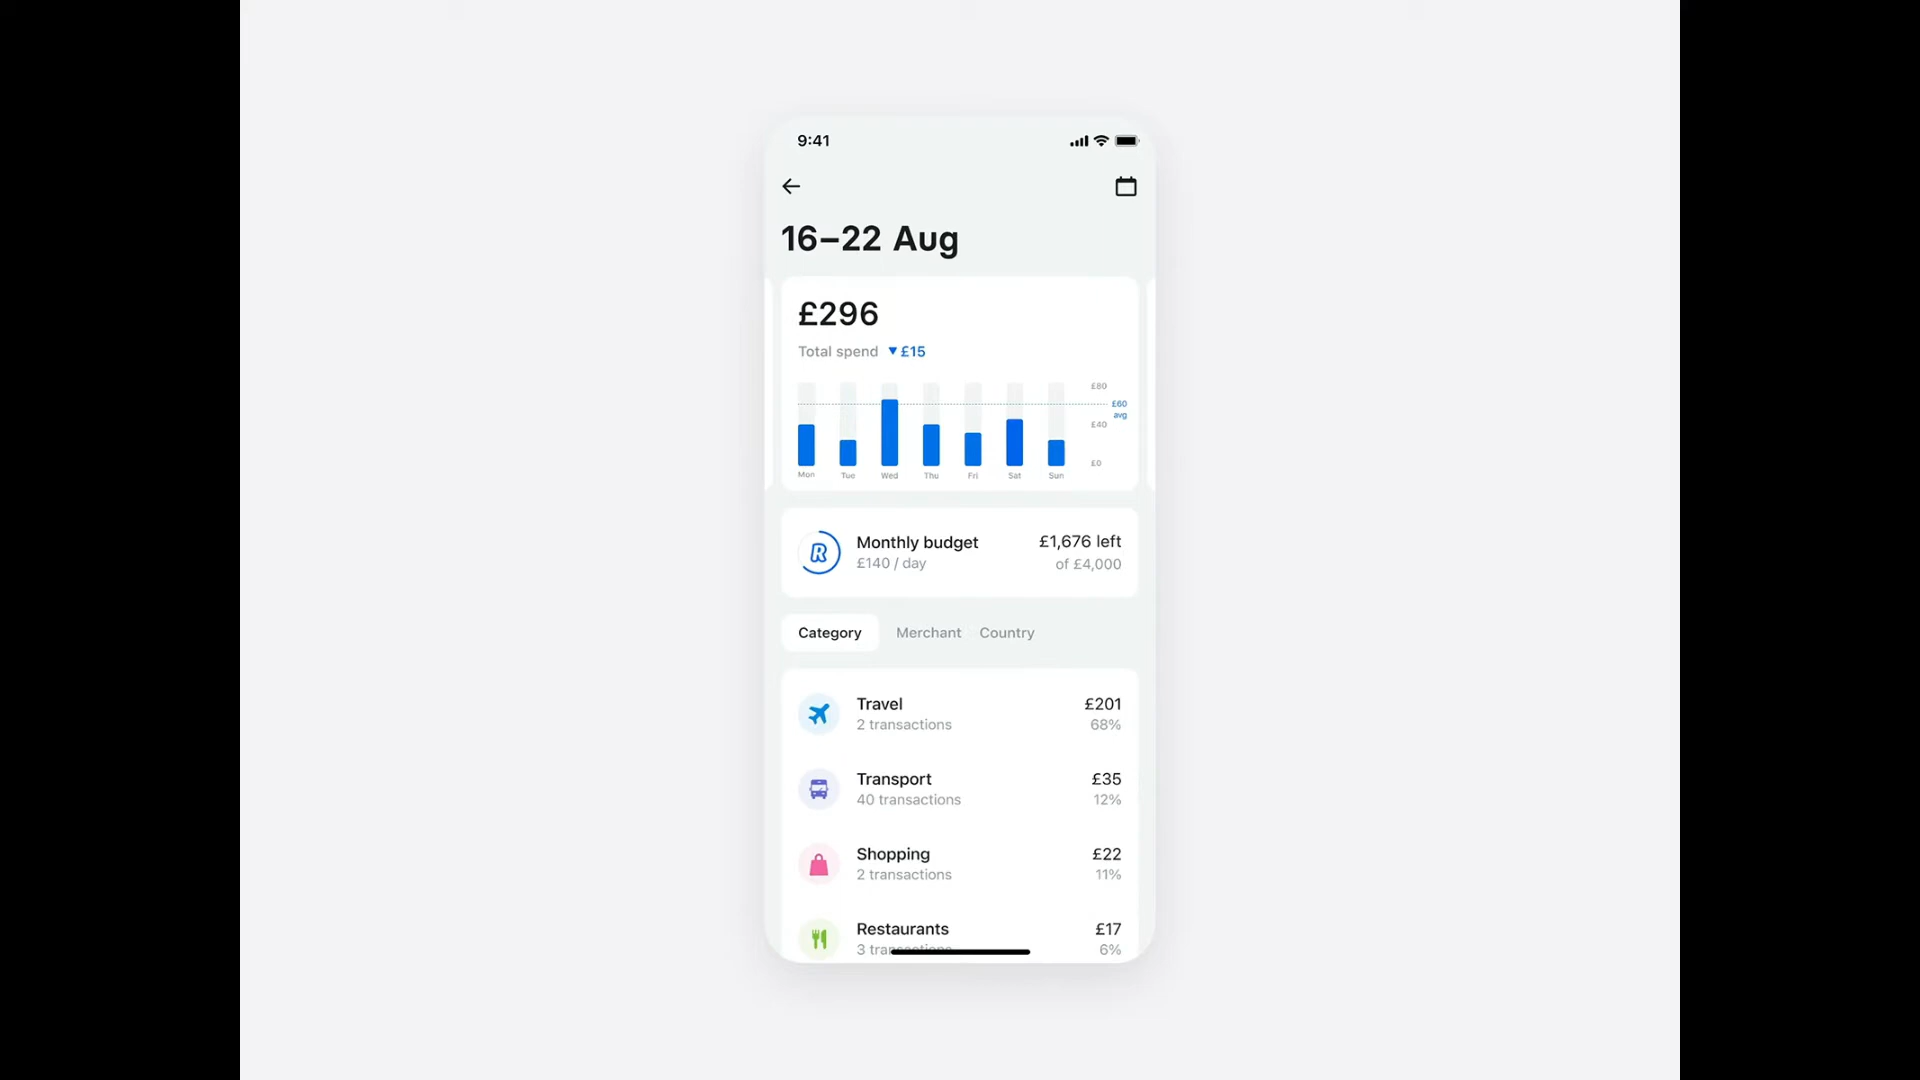 9:41
16–22 Aug
£296
Total spend ▼ £15
£80
£60
avg
£40
£0
Mon Tue Wed Thu Fri Sat Sun
R
Monthly budget £1,676 left
£140 / day of £4,000
Category Merchant Country
Travel £201
2 transactions 68%
Transport £35
40 transactions 12%
Shopping £22
2 transactions 11%
Restaurants £17
3 transactions 6%